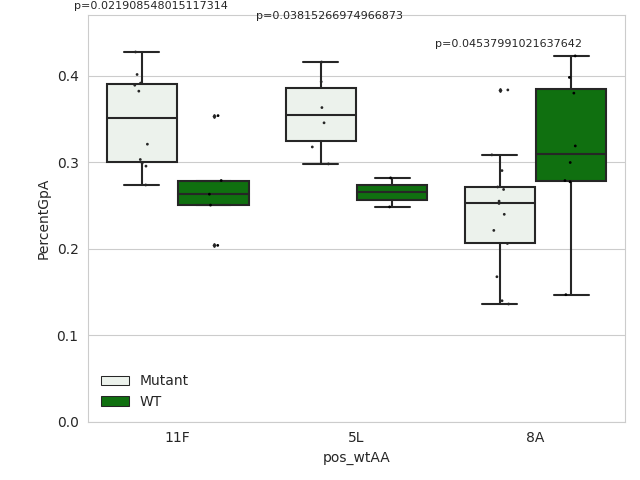 p=0.021908548015117314
p=0.03815266974966873
p=0.04537991021637642
0.4
0.3
0.2
0.1
0.0
PercentGpA
Mutant
WT
11F 5L 8A
pos_wtAA